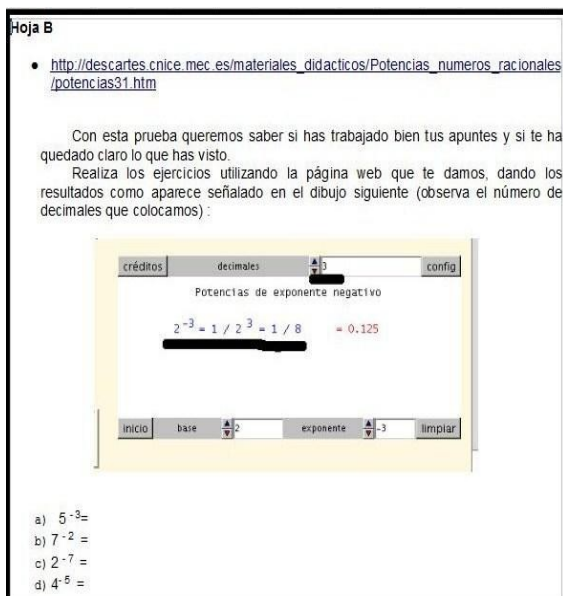 Hoja B
• http://descartes.cnice.mec.es/materiales_didacticos/Potencias_numeros_racionales
/potencias31.htm
Con esta prueba queremos saber si has trabajado bien tus apuntes y si te ha
quedado claro lo que has visto.
Realiza los ejercicios utilizando la página web que te damos, dando los
resultados como aparece señalado en el dibujo siguiente (observa el número de
decimales que colocamos) :
créditos decimales 3 config
Potencias de exponente negativo
2⁻³ = 1 / 2³ = 1 / 8 = 0.125
inicio base 2 exponente -3 limpiar
a) 5⁻³=
b) 7⁻² =
c) 2⁻⁷ =
d) 4⁻⁵ =